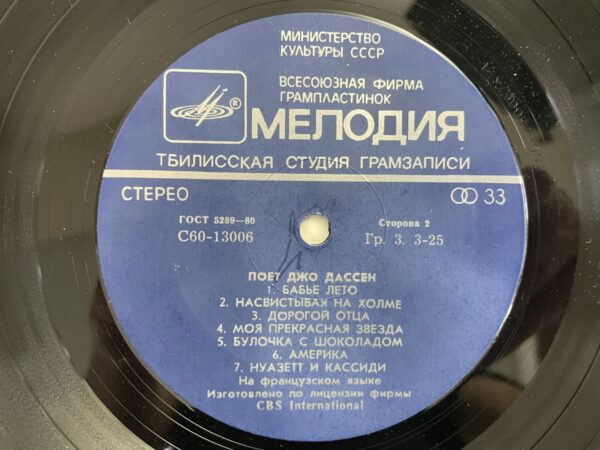 МИНИСТЕРСТВО
КУЛЬТУРЫ СССР
ВСЕСОЮЗНАЯ ФИРМА
ГРАМПЛАСТИНОК
®
МЕЛОДИЯ
ТБИЛИССКАЯ СТУДИЯ ГРАМЗАПИСИ
СТЕРЕО 33
ГОСТ 5289—80 Сторона 2
С60-13006 Гр. 3. 3-25
ПОЕТ ДЖО ДАССЕН
1. БАБЬЕ ЛЕТО
2. НАСВИСТЫВАЯ НА ХОЛМЕ
3. ДОРОГОЙ ОТЦА
4. МОЯ ПРЕКРАСНАЯ ЗВЕЗДА
5. БУЛОЧКА С ШОКОЛАДОМ
6. АМЕРИКА
7. НУАЗЕТТ И КАССИДИ
На французском языке
Изготовлено по лицензии фирмы
CBS International